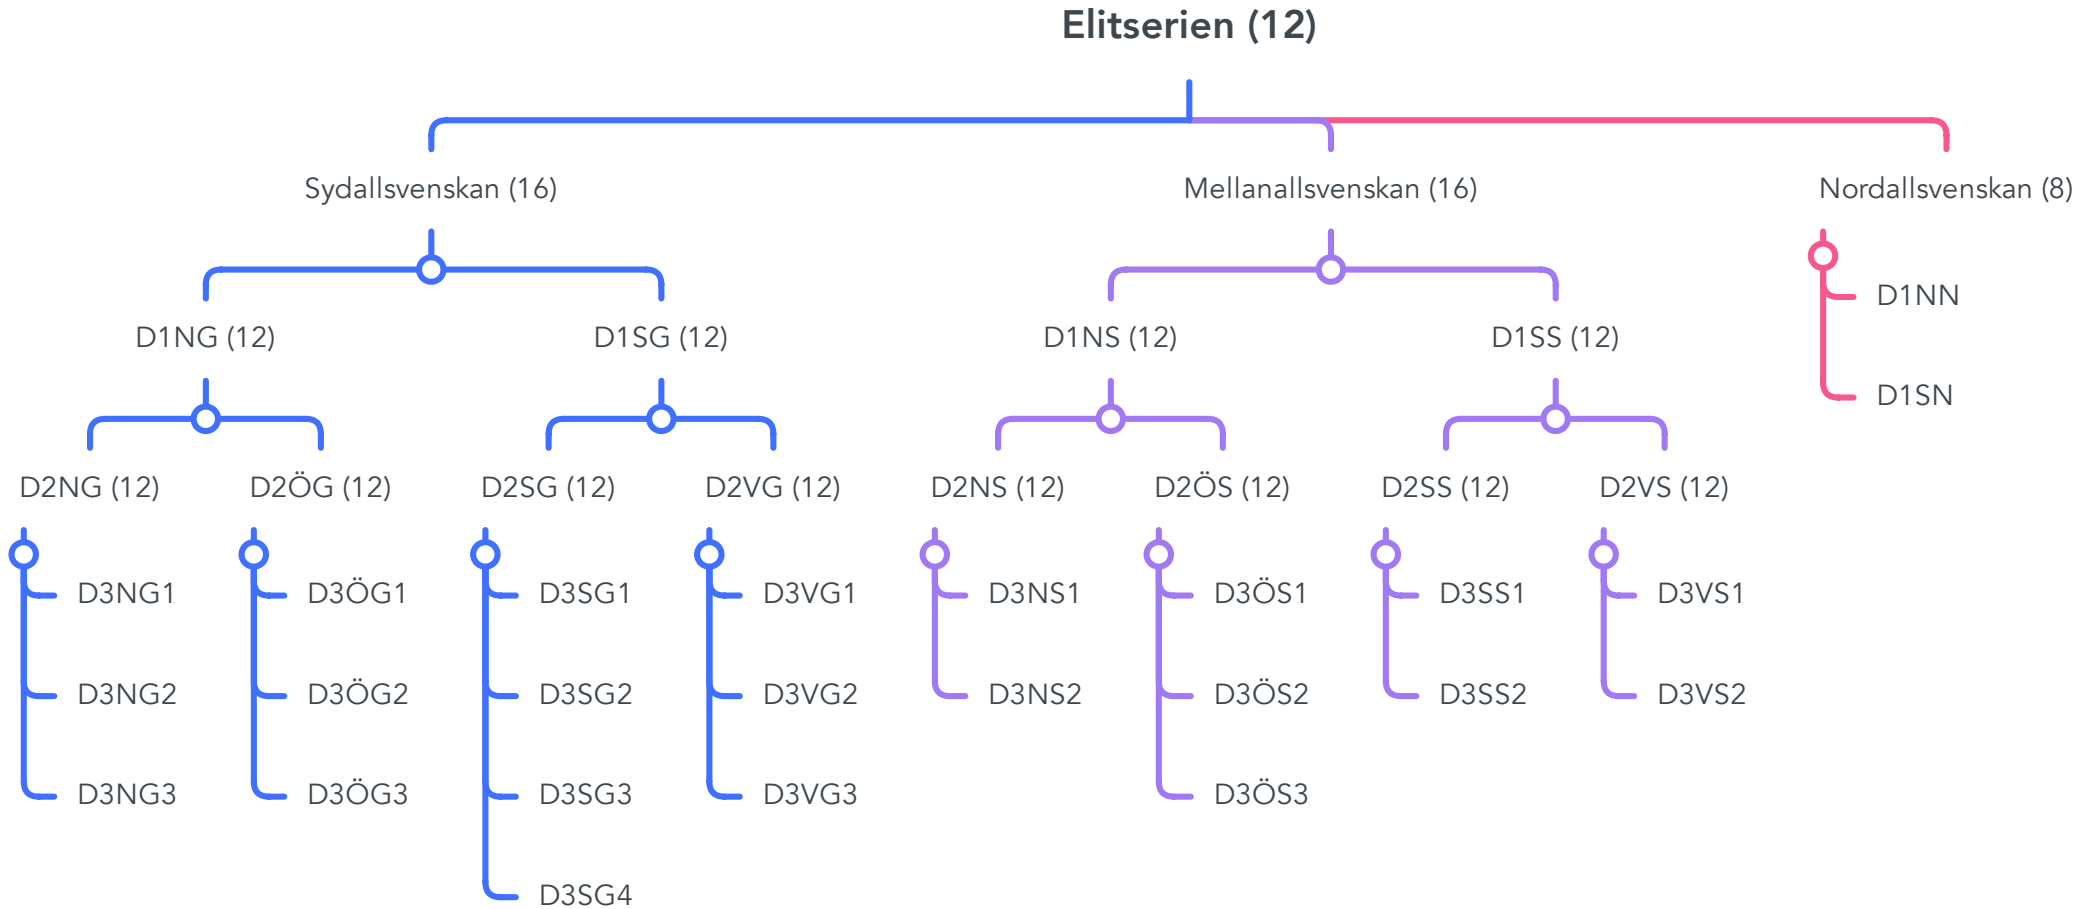 Elitserien (12)
Sydallsvenskan (16)
Mellanallsvenskan (16)
Nordallsvenskan (8)
D1NN
D1SN
D1NG (12)
D1SG (12)
D1NS (12)
D1SS (12)
D2NG (12)
D2ÖG (12)
D2SG (12)
D2VG (12)
D2NS (12)
D2ÖS (12)
D2SS (12)
D2VS (12)
D3NG1
D3ÖG1
D3SG1
D3VG1
D3NS1
D3ÖS1
D3SS1
D3VS1
D3NG2
D3ÖG2
D3SG2
D3VG2
D3NS2
D3ÖS2
D3SS2
D3VS2
D3NG3
D3ÖG3
D3SG3
D3VG3
D3ÖS3
D3SG4